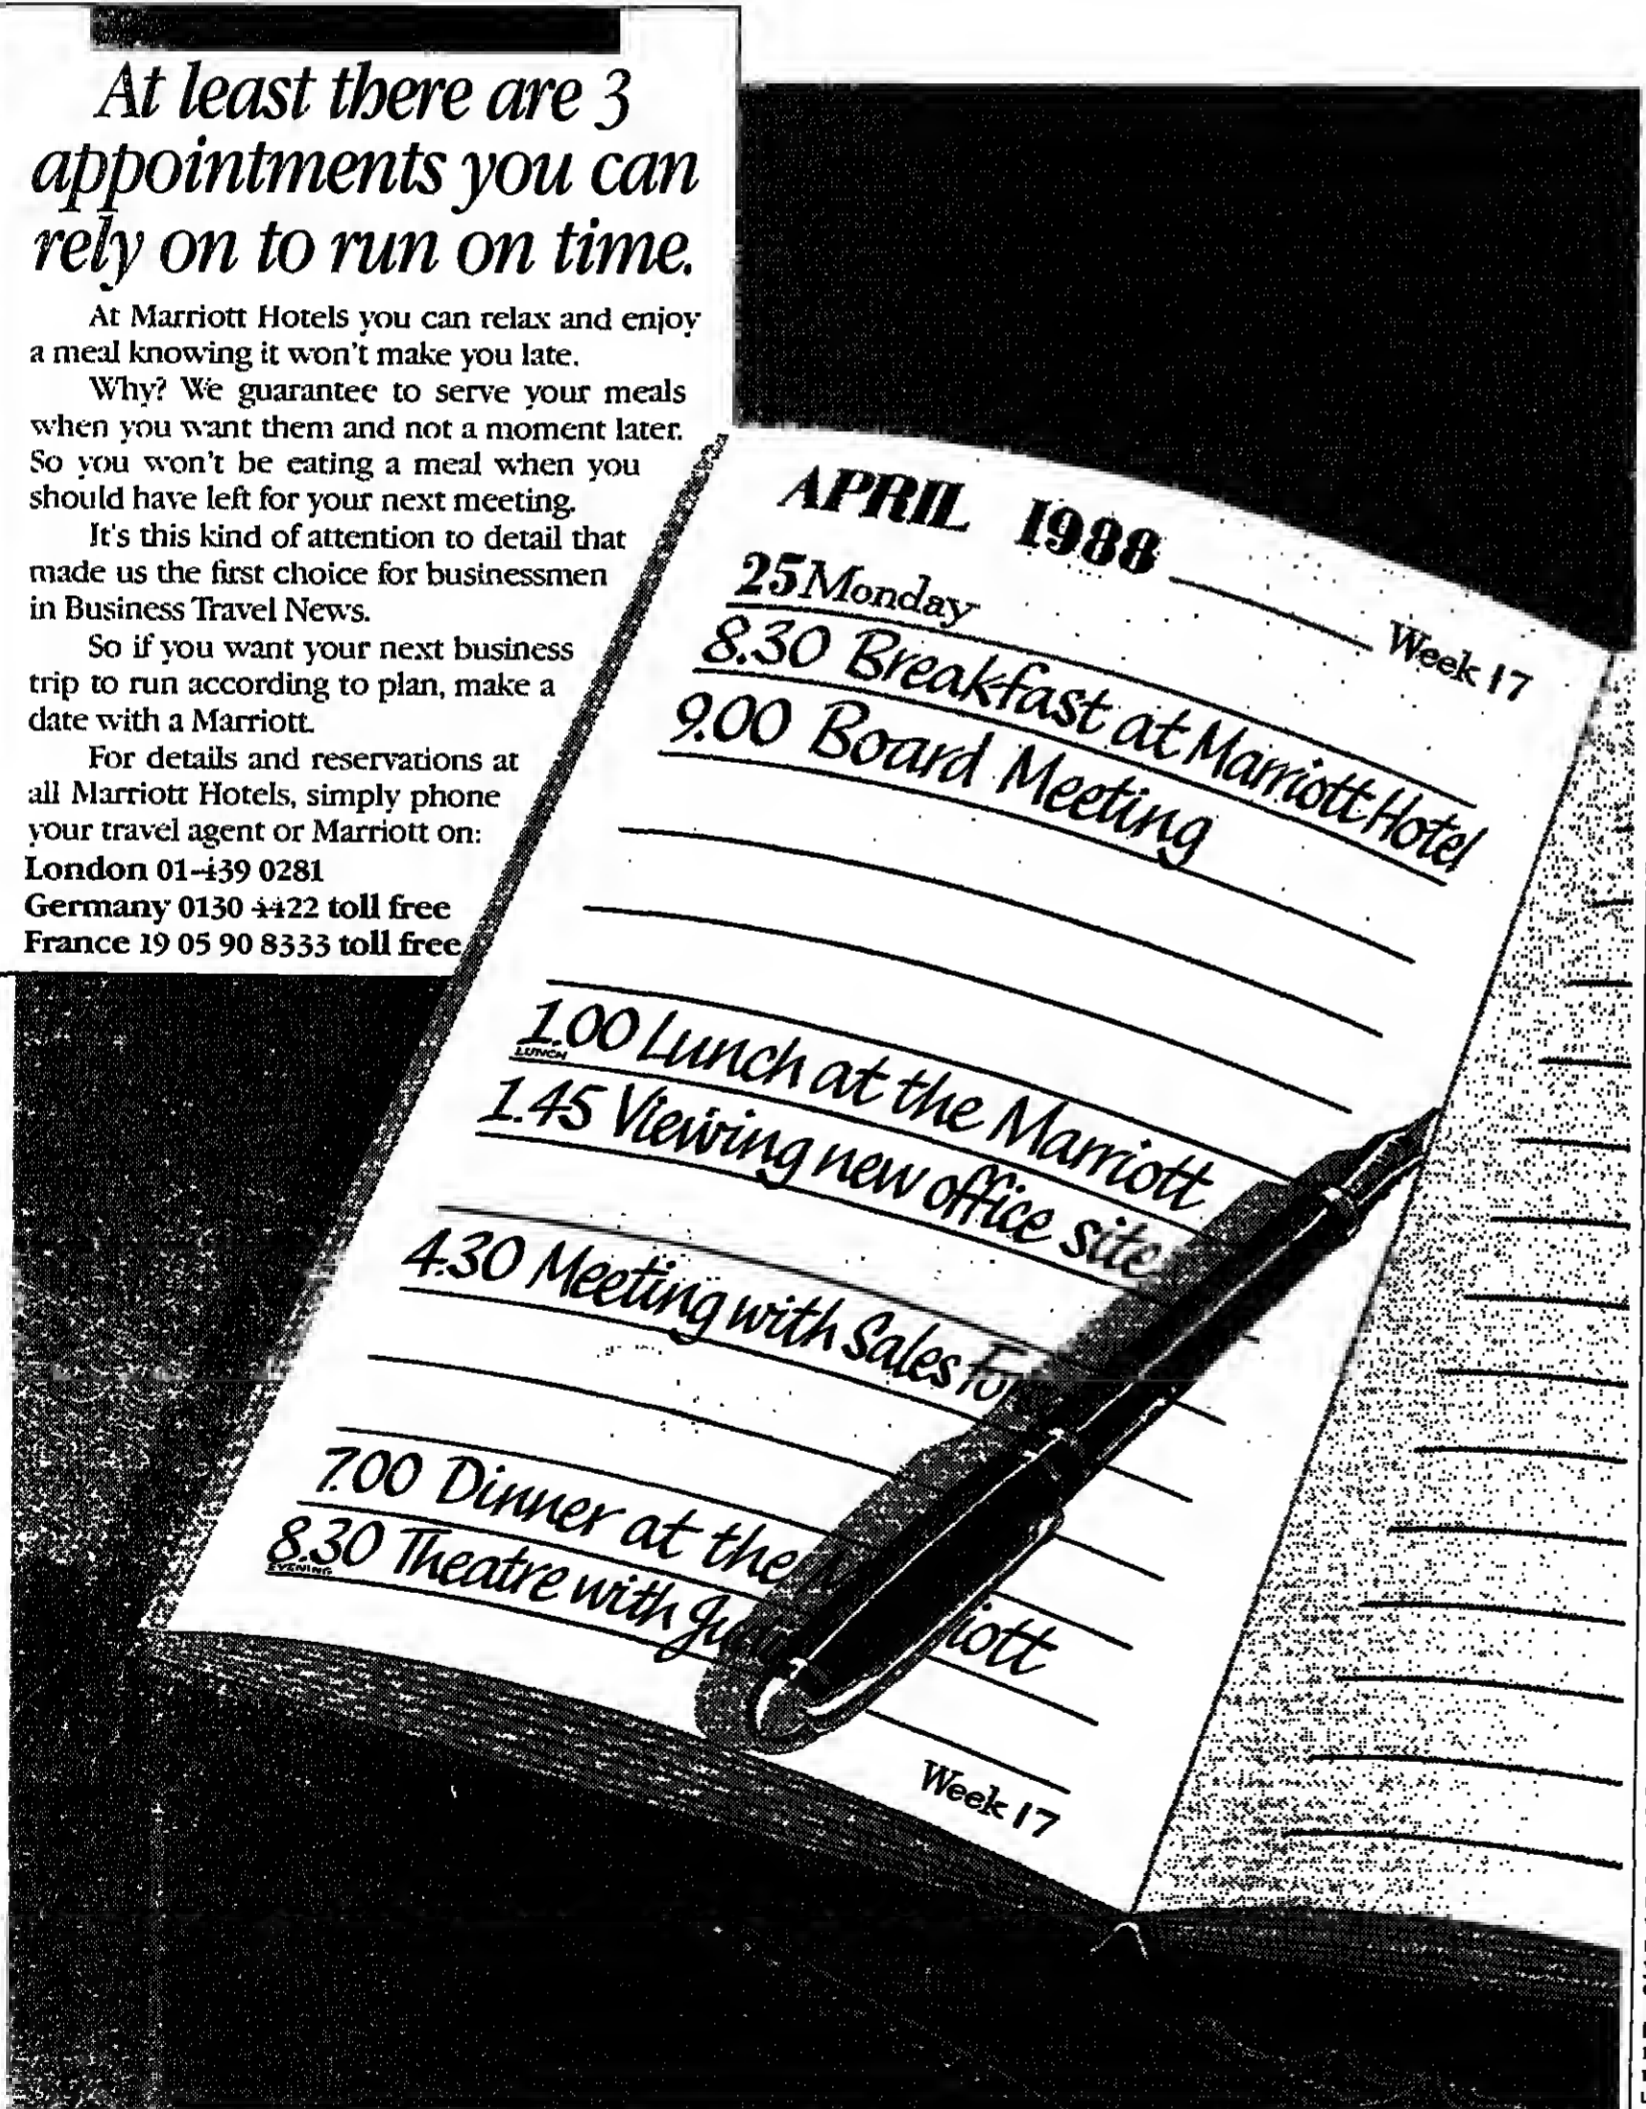 At least there are 3
appointments you can
rely on to run on time.
At Marriott Hotels you can relax and enjoy
a meal knowing it won't make you late.
Why? We guarantee to serve your meals
when you want them and not a moment later.
So you won't be eating a meal when you
should have left for your next meeting.
It's this kind of attention to detail that
made us the first choice for businessmen
in Business Travel News.
So if you want your next business
trip to run according to plan, make a
date with a Marriott.
For details and reservations at
all Marriott Hotels, simply phone
your travel agent or Marriott on:
London 01-439 0281
Germany 0130 4422 toll free
France 19 05 90 8333 toll free
APRIL 1988
Week 17
25 Monday
8.30 Breakfast at Marriott Hotel
9.00 Board Meeting
1.00 Lunch at the Marriott
LUNCH
1.45 Viewing new office site
4.30 Meeting with Sales
7.00 Dinner at the
8.30 Theatre with
EVENING
Week 17